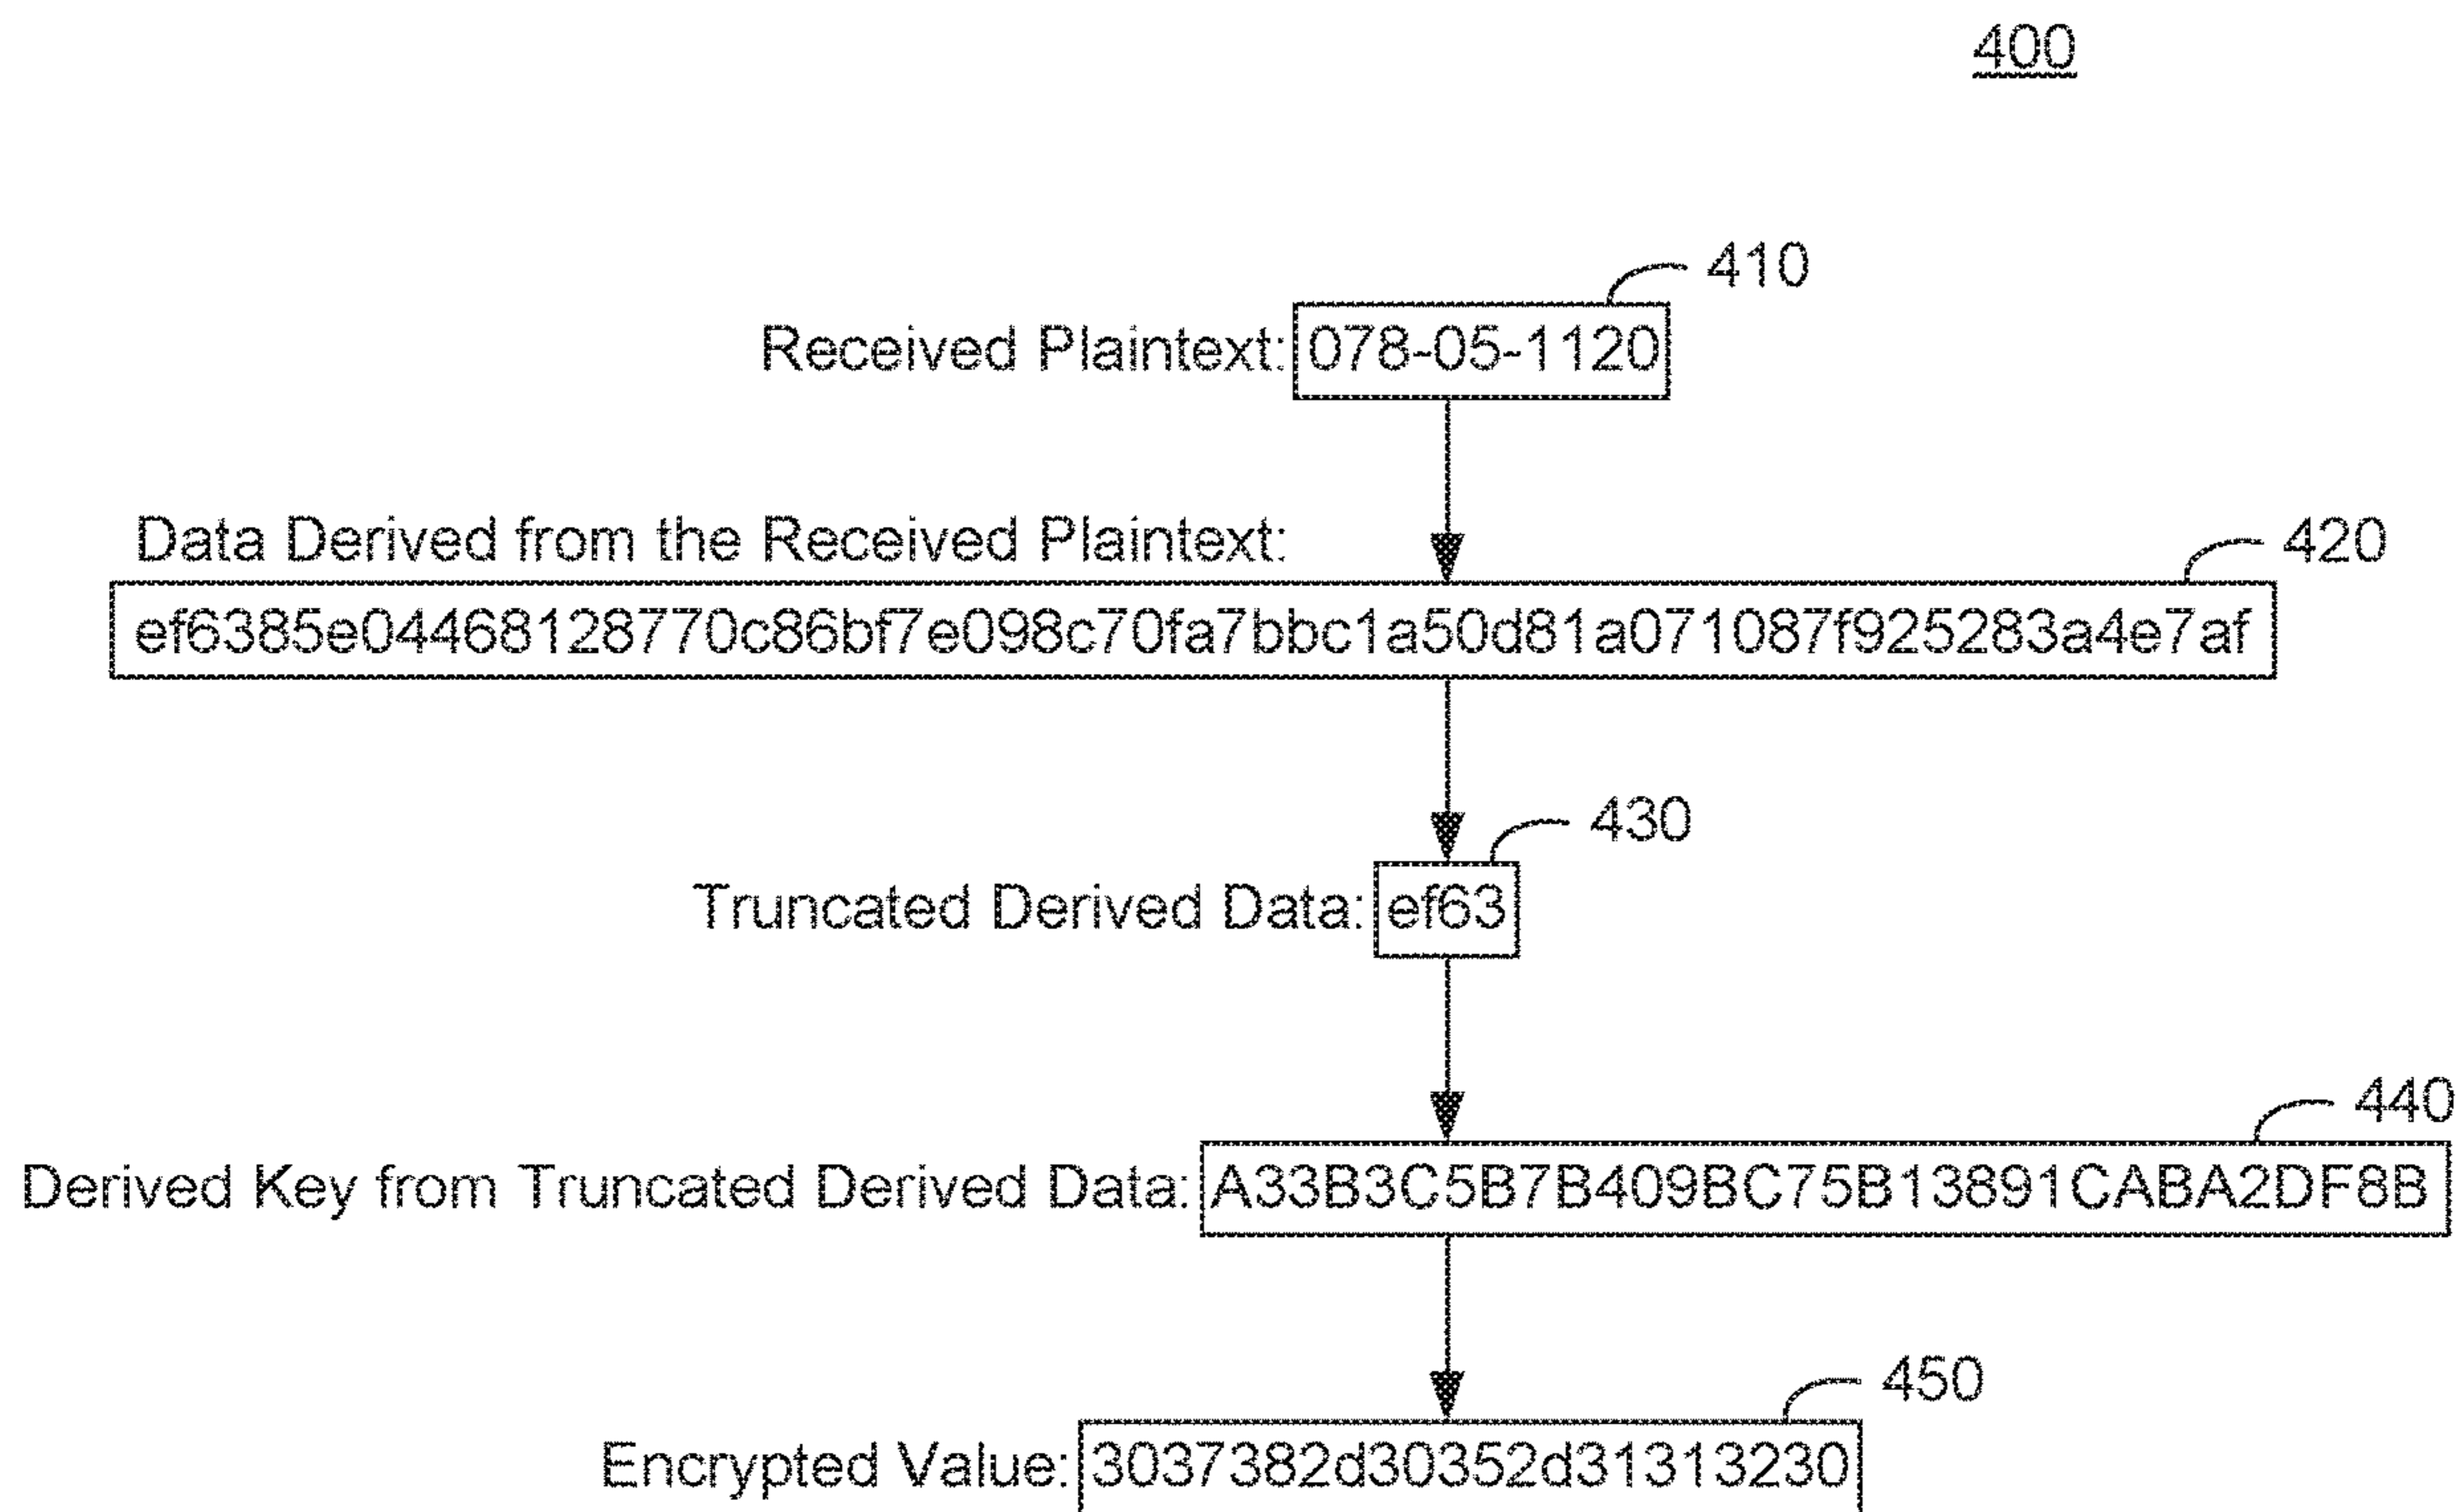 400
410
Received Plaintext: 078-05-1120
Data Derived from the Received Plaintext:
420
ef6385e04468128770c86bf7e098c70fa7bbc1a50d81a071087f925283a4e7af
430
Truncated Derived Data: ef63
440
Derived Key from Truncated Derived Data: A33B3C5B7B409BC75B13891CABA2DF8B
450
Encrypted Value: 3037382d30352d31313230